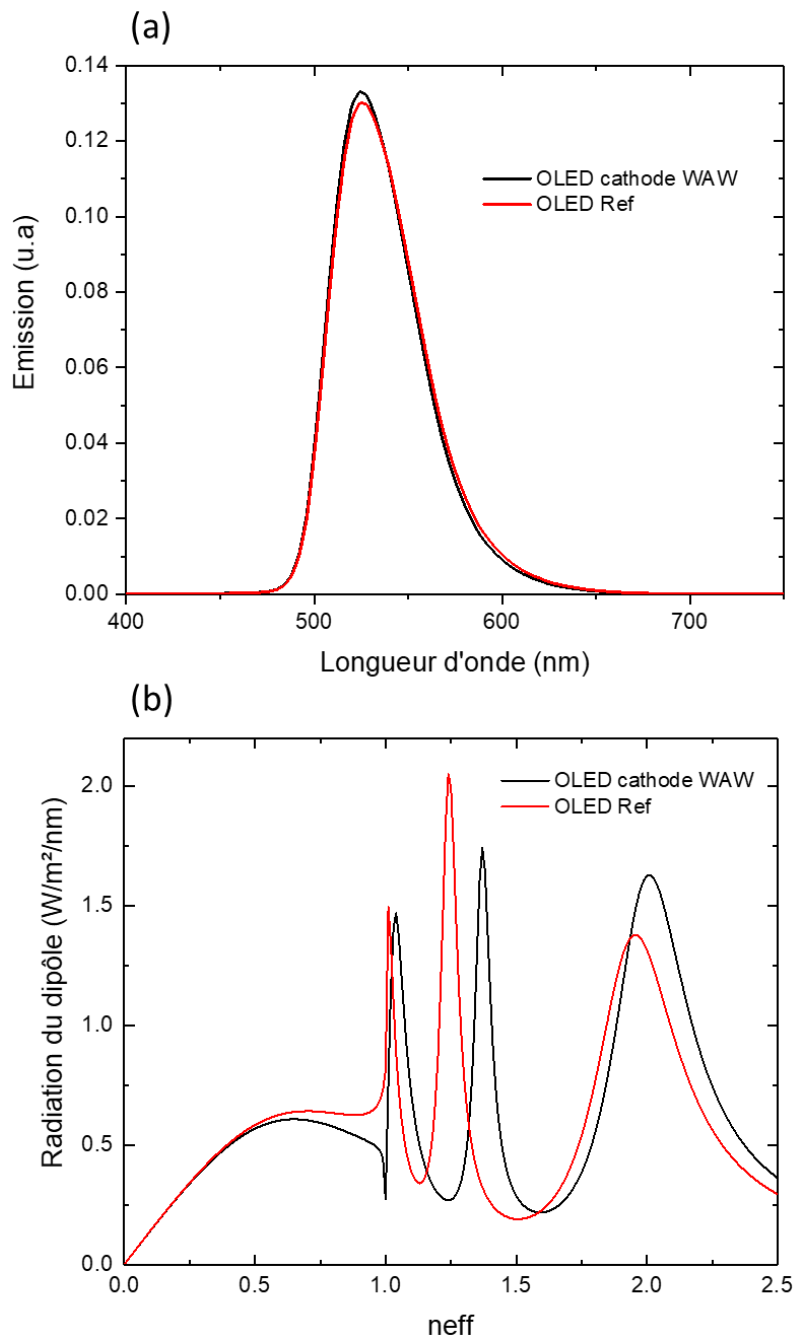 (a)
0.14
0.12
0.10
0.08
0.06
0.04
0.02
0.00
Emission (u.a)
OLED cathode WAW
OLED Ref
400
500
600
700
Longueur d'onde (nm)
(b)
2.0
1.5
1.0
0.5
0.0
Radiation du dipôle (W/m²/nm)
OLED cathode WAW
OLED Ref
0.0
0.5
1.0
1.5
2.0
2.5
neff